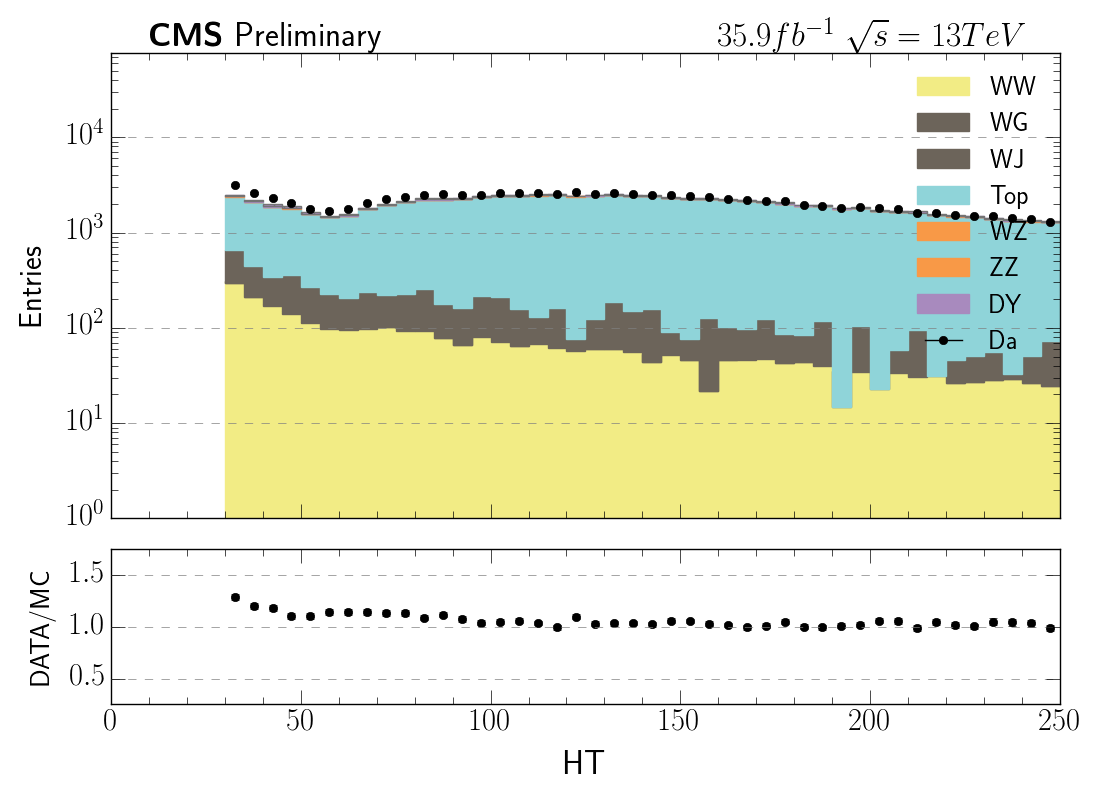 CMS Preliminary
35.9fb⁻¹ √s = 13TeV
Entries
10⁴
10³
10²
10¹
10⁰
WW
WG
WJ
Top
WZ
ZZ
DY
Da
DATA/MC
1.5
1.0
0.5
0 50 100 150 200 250
HT